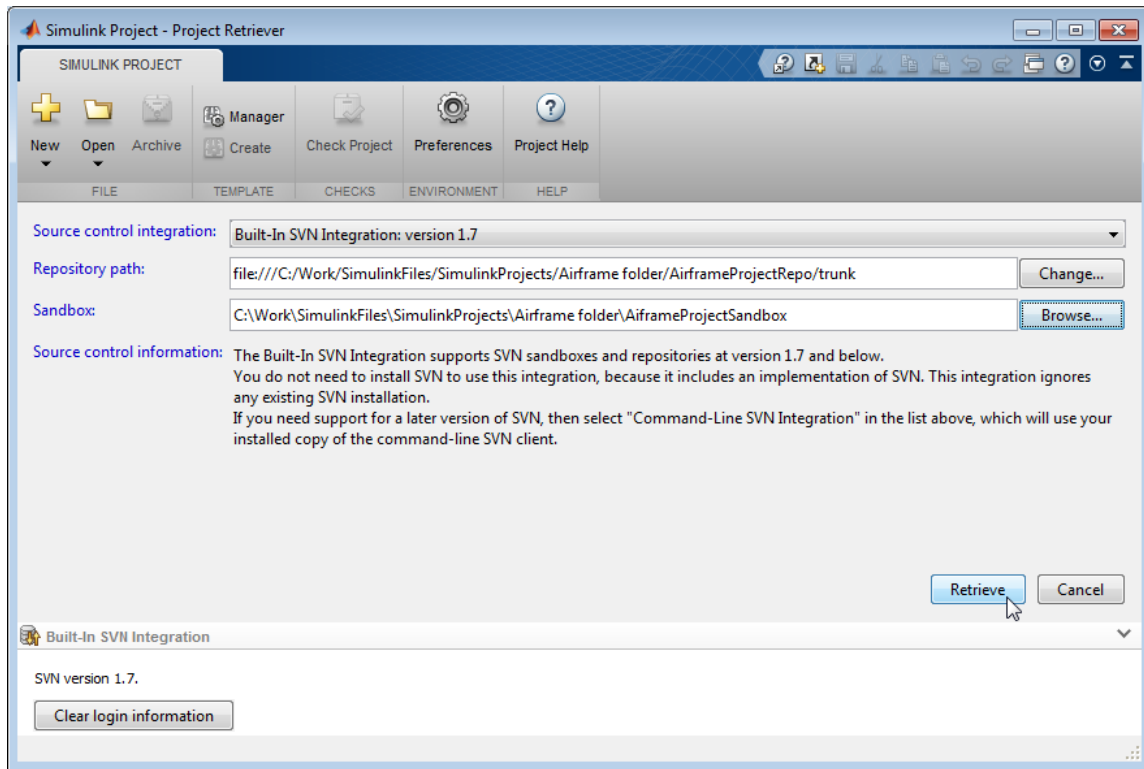 Simulink Project - Project Retriever
SIMULINK PROJECT
New
Open
Archive
Manager
Create
Check Project
Preferences
Project Help
FILE
TEMPLATE
CHECKS
ENVIRONMENT
HELP
Source control integration: Built-In SVN Integration: version 1.7
Repository path: file:///C:/Work/SimulinkFiles/SimulinkProjects/Airframe folder/AirframeProjectRepo/trunk Change...
Sandbox: C:\Work\SimulinkFiles\SimulinkProjects\Airframe folder\AiframeProjectSandbox Browse...
Source control information: The Built-In SVN Integration supports SVN sandboxes and repositories at version 1.7 and below.
You do not need to install SVN to use this integration, because it includes an implementation of SVN. This integration ignores
any existing SVN installation.
If you need support for a later version of SVN, then select "Command-Line SVN Integration" in the list above, which will use your
installed copy of the command-line SVN client.
Retrieve Cancel
Built-In SVN Integration
SVN version 1.7.
Clear login information